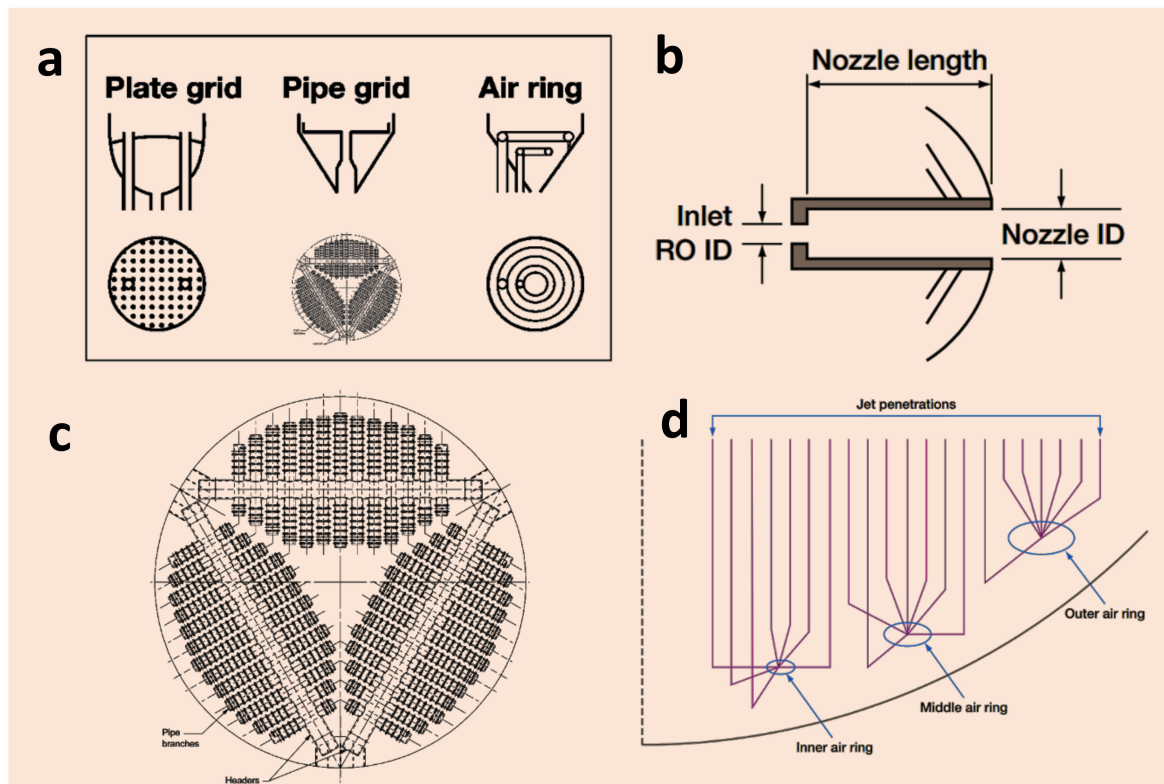 a
Plate grid
Pipe grid
Air ring
b
Nozzle length
Inlet
RO ID
Nozzle ID
c
Pipe
branches
Headers
d
Jet penetrations
Outer air ring
Middle air ring
Inner air ring